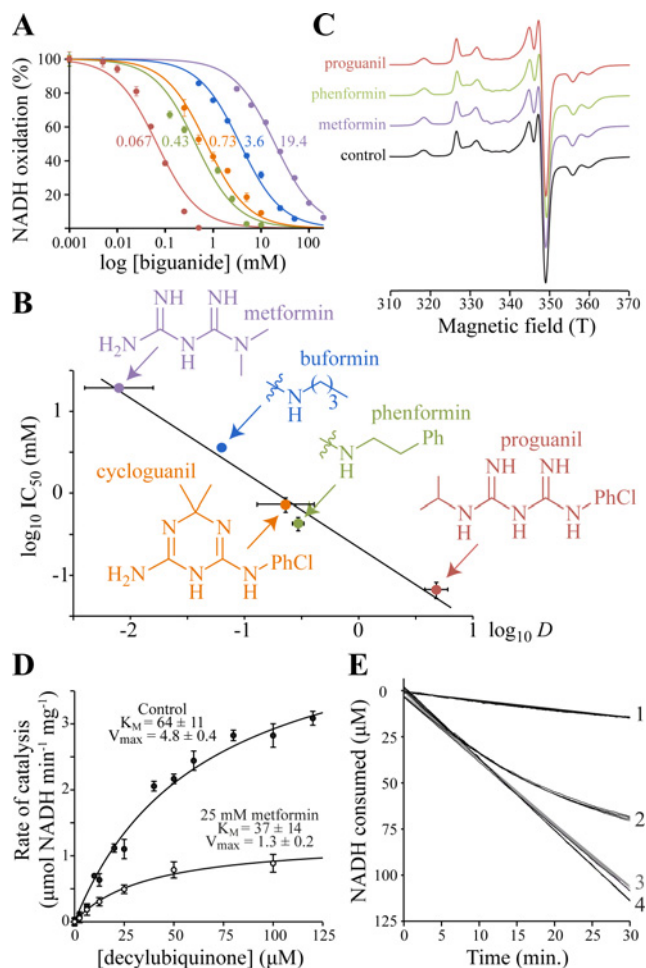 A
NADH oxidation (%)
100
80
60
40
20
0.067 0.43 0.73 3.6 19.4
0.001 0.01 0.1 1 10 100
log [biguanide] (mM)
C
proguanil
phenformin
metformin
control
310 320 330 340 350 360 370
Magnetic field (T)
B
log10 IC50 (mM)
1
0
-1
-2 -1 0 1
log10 D
NH NH
H2N N H N
metformin
buformin
N H ( )3
phenformin
N H Ph
proguanil
NH NH
N H N H N H PhCl
cycloguanil
N N
H2N N H N H PhCl
D
Rate of catalysis
(µmol NADH min-1 mg-1)
3
2
1
0
Control
KM = 64 ± 11
Vmax = 4.8 ± 0.4
25 mM metformin
KM = 37 ± 14
Vmax = 1.3 ± 0.2
0 25 50 75 100 125
[decylubiquinone] (µM)
E
NADH consumed (µM)
0
25
50
75
100
125
1
2
3
4
0 5 10 15 20 25 30
Time (min.)